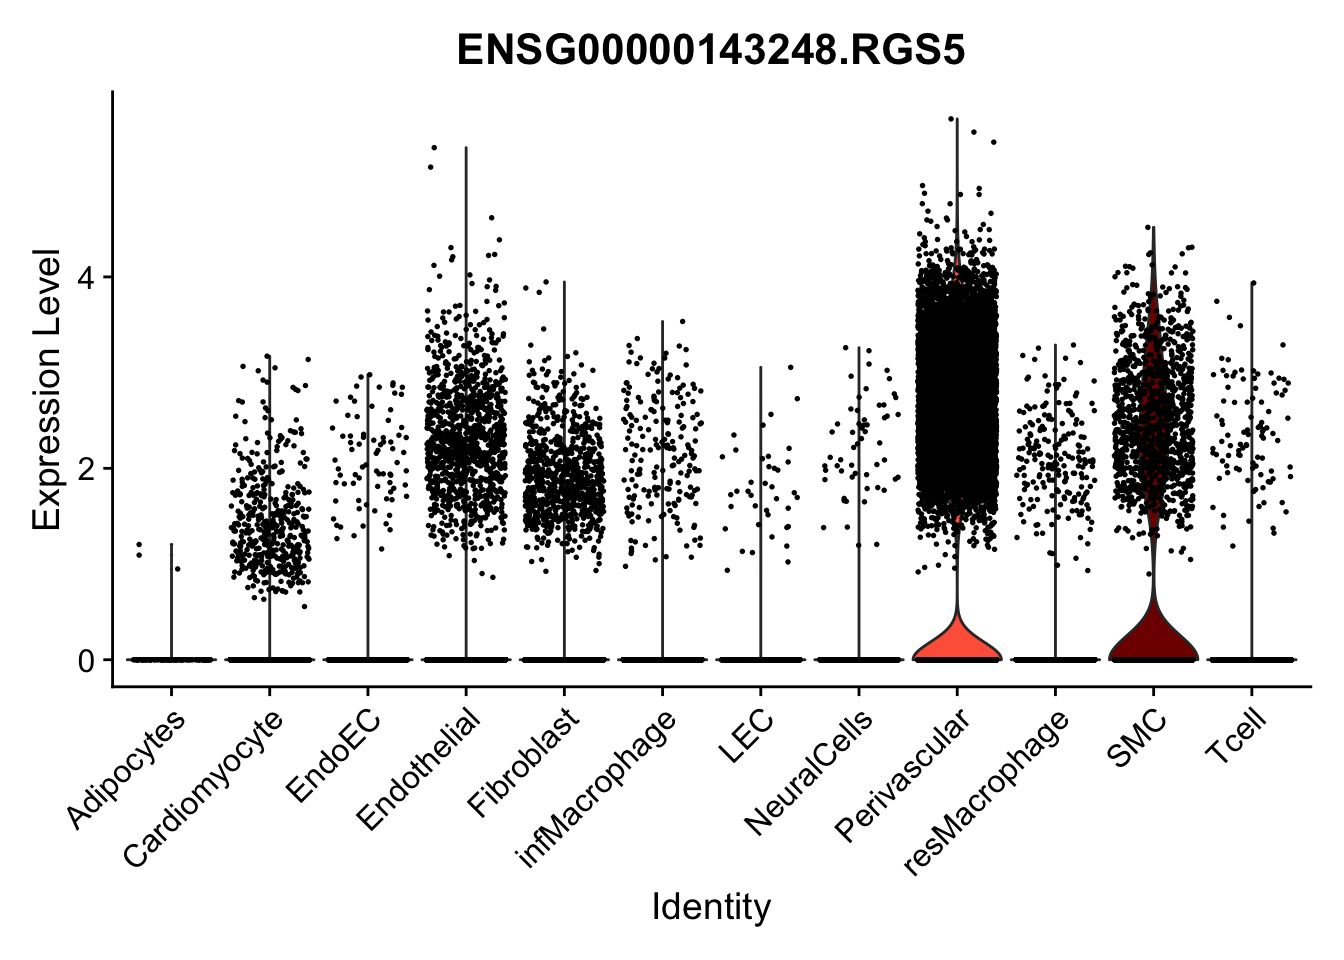 ENSG00000143248.RGS5
Expression Level
4
2
0
Adipocytes
Cardiomyocyte
EndoEC
Endothelial
Fibroblast
infMacrophage
LEC
NeuralCells
Perivascular
resMacrophage
SMC
Tcell
Identity